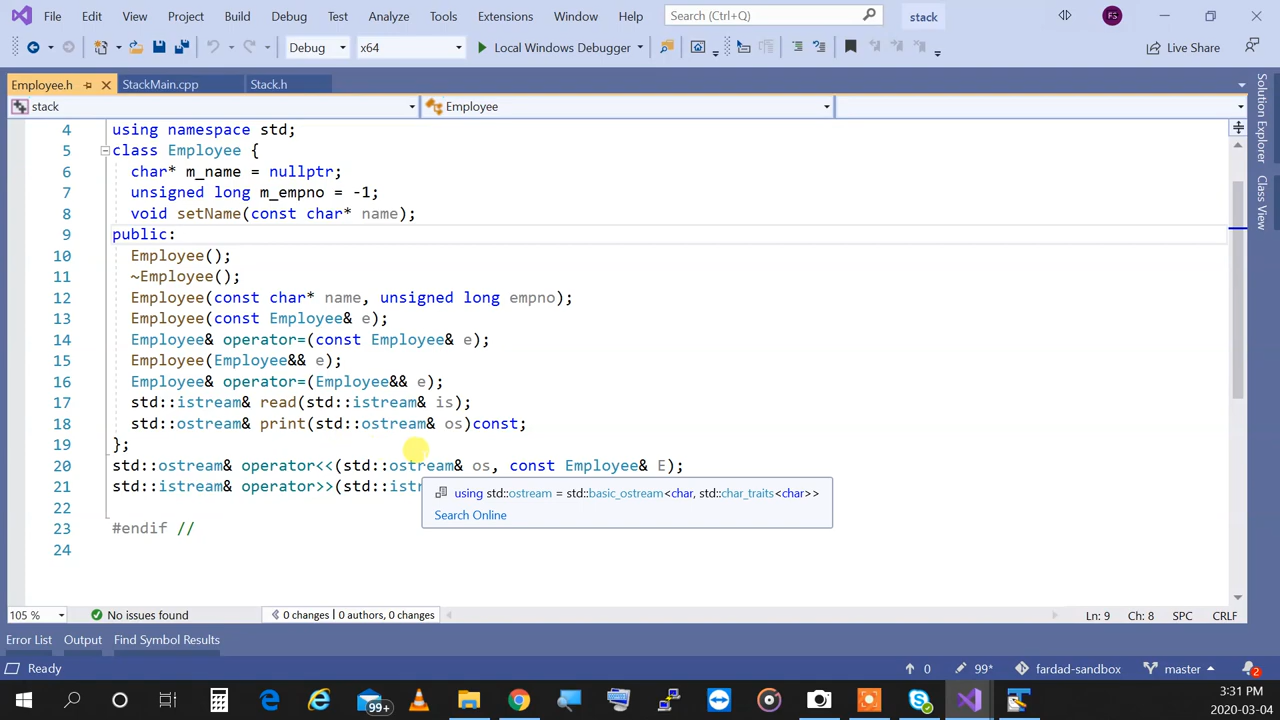 File Edit View Project Build Debug Test Analyze Tools Extensions Window Help Search (Ctrl+Q) stack FS
Debug x64 Local Windows Debugger Live Share
Employee.h StackMain.cpp Stack.h
stack Employee
Solution Explorer
Class View
4 using namespace std;
5 class Employee {
6 char* m_name = nullptr;
7 unsigned long m_empno = -1;
8 void setName(const char* name);
9 public:
10 Employee();
11 ~Employee();
12 Employee(const char* name, unsigned long empno);
13 Employee(const Employee& e);
14 Employee& operator=(const Employee& e);
15 Employee(Employee&& e);
16 Employee& operator=(Employee&& e);
17 std::istream& read(std::istream& is);
18 std::ostream& print(std::ostream& os)const;
19 };
20 std::ostream& operator<<(std::ostream& os, const Employee& E);
21 std::istream& operator>>(std::istr
using std::ostream = std::basic_ostream<char, std::char_traits<char>>
Search Online
22
23 #endif //
24
105 % No issues found 0 changes | 0 authors, 0 changes Ln: 9 Ch: 8 SPC CRLF
Error List Output Find Symbol Results
Ready 0 99* fardad-sandbox master 2
99+ 3:31 PM
2020-03-04